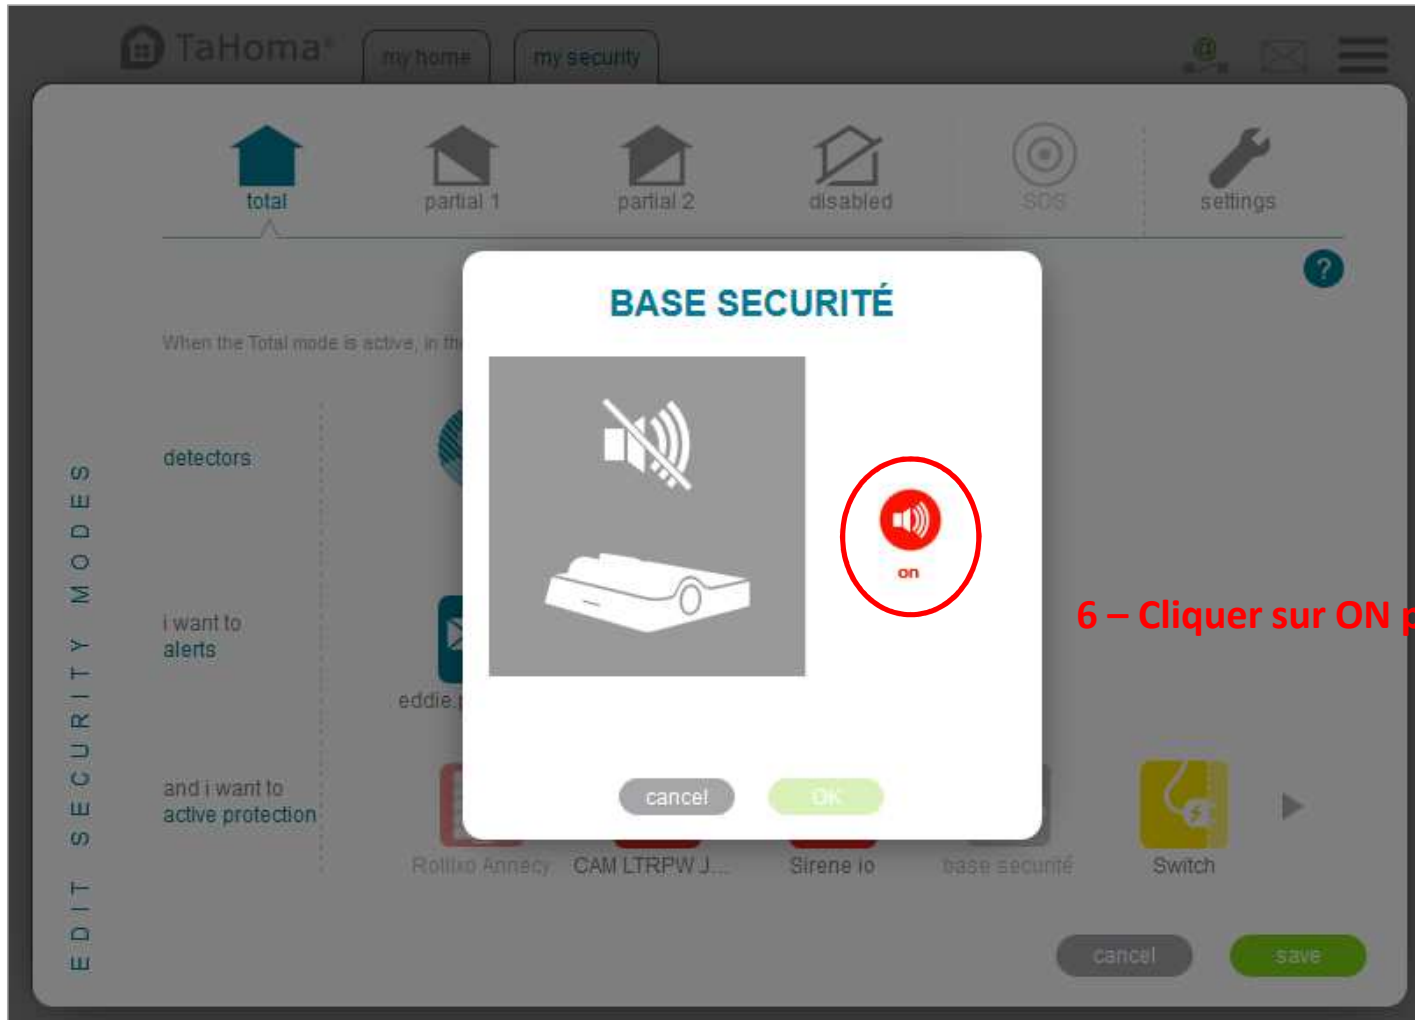 TaHoma®
my home
my security
total
partial 1
partial 2
disabled
SOS
settings
?
BASE SECURITÉ
When the Total mode is active, in the
detectors
on
6 – Cliquer sur ON p
i want to
alerts
eddie.p
cancel
OK
and i want to
active protection
Rollixo Annecy
CAM LTRPW J...
Sirene io
base securité
Switch
EDIT SECURITY MODES
cancel
save